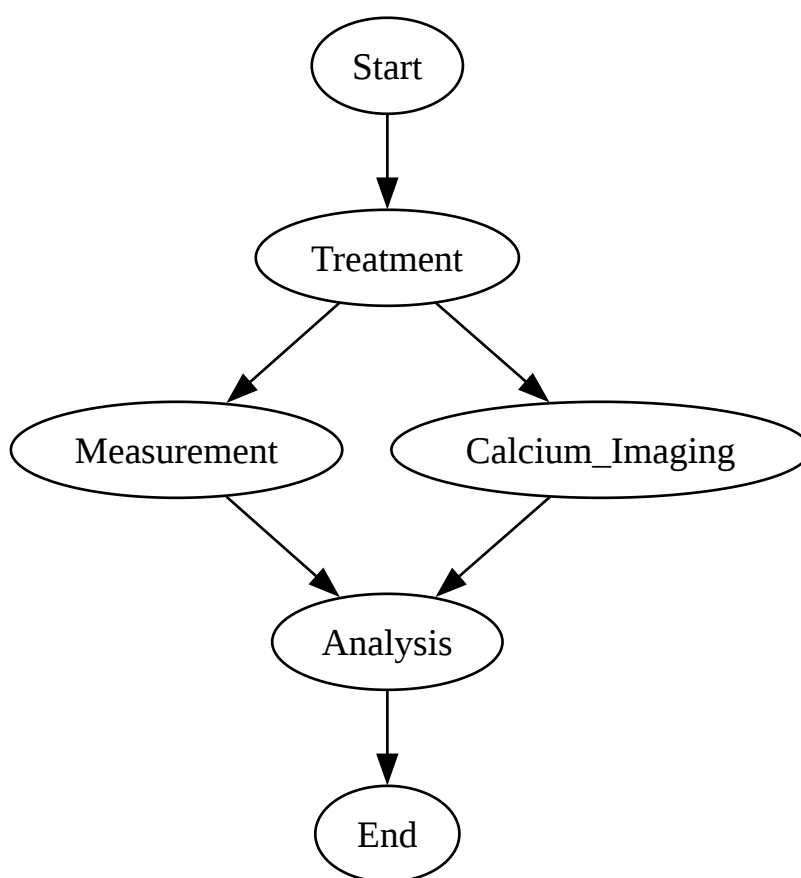 Start
Treatment
Measurement
Calcium_Imaging
Analysis
End